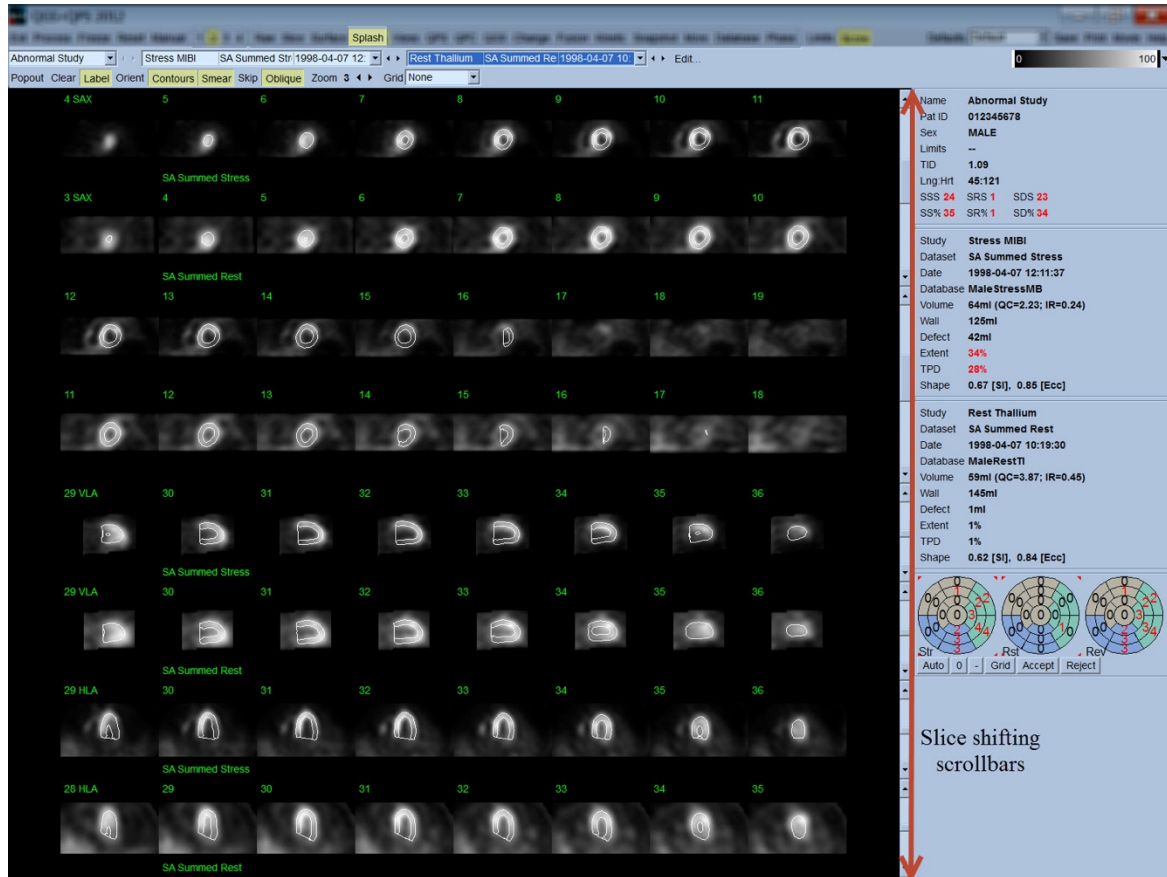 QGS+QPS 2012
Splash
Abnormal Study Stress MIBI SA Summed Str 1998-04-07 12: Rest Thallium SA Summed Re 1998-04-07 10: Edit...
0 100
Popout Clear Label Orient Contours Smear Skip Oblique Zoom 3 Grid None
4 SAX 5 6 7 8 9 10 11
SA Summed Stress
3 SAX 4 5 6 7 8 9 10
SA Summed Rest
12 13 14 15 16 17 18 19
11 12 13 14 15 16 17 18
29 VLA 30 31 32 33 34 35 36
SA Summed Stress
29 VLA 30 31 32 33 34 35 36
SA Summed Rest
29 HLA 30 31 32 33 34 35 36
SA Summed Stress
28 HLA 29 30 31 32 33 34 35
SA Summed Rest
Name Abnormal Study
Pat ID 012345678
Sex MALE
Limits --
TID 1.09
Lng:Hrt 45:121
SSS 24 SRS 1 SDS 23
SS% 35 SR% 1 SD% 34
Study Stress MIBI
Dataset SA Summed Stress
Date 1998-04-07 12:11:37
Database MaleStressMB
Volume 64ml (QC=2.23; IR=0.24)
Wall 125ml
Defect 42ml
Extent 34%
TPD 28%
Shape 0.67 [SI], 0.85 [Ecc]
Study Rest Thallium
Dataset SA Summed Rest
Date 1998-04-07 10:19:30
Database MaleRestTl
Volume 59ml (QC=3.87; IR=0.45)
Wall 145ml
Defect 1ml
Extent 1%
TPD 1%
Shape 0.62 [SI], 0.84 [Ecc]
Str Rst Rev
Auto 0 - Grid Accept Reject
Slice shifting
scrollbars